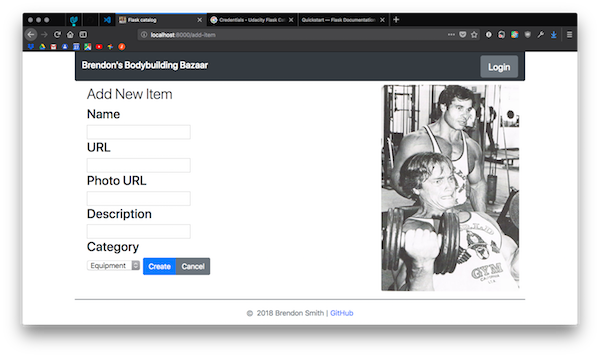 Flask catalog
Credentials - Udacity Flask Ca
Quickstart — Flask Documentation
localhost:8000/add-item
Brendon's Bodybuilding Bazaar
Login
Add New Item
Name
URL
Photo URL
Description
Category
Equipment
Create
Cancel
GYM
© 2018 Brendon Smith | GitHub